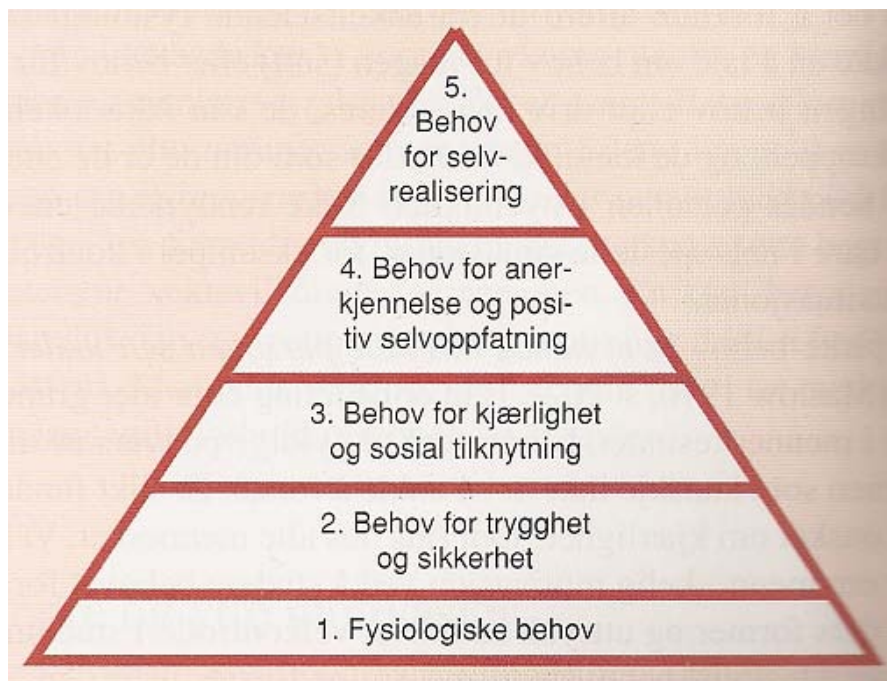 5.
Behov
for selv-
realisering
4. Behov for aner-
kjennelse og posi-
tiv selvoppfatning
3. Behov for kjærlighet
og sosial tilknytning
2. Behov for trygghet
og sikkerhet
1. Fysiologiske behov